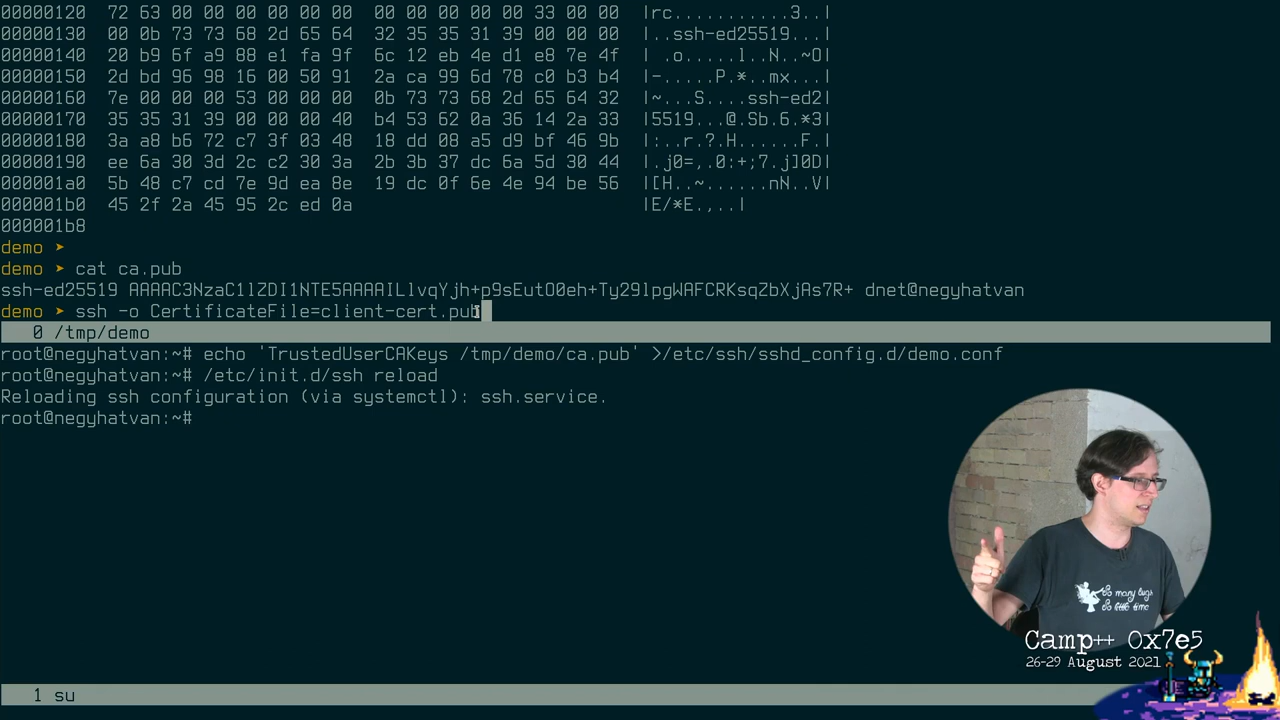 00000120  72 63 00 00 00 00 00 00  00 00 00 00 00 33 00 00  |rc...........3..|
00000130  00 0b 73 73 68 2d 65 64  32 35 35 31 39 00 00 00  |..ssh-ed25519...|
00000140  20 b9 6f a9 88 e1 fa 9f  6c 12 eb 4e d1 e8 7e 4f  | .o.....l..N..~O|
00000150  2d bd 96 98 16 00 50 91  2a ca 99 6d 78 c0 b3 b4  |-.....P.*..mx...|
00000160  7e 00 00 00 53 00 00 00  0b 73 73 68 2d 65 64 32  |~...S....ssh-ed2|
00000170  35 35 31 39 00 00 00 40  b4 53 62 0a 36 14 2a 33  |5519...@.Sb.6.*3|
00000180  3a a8 b6 72 c7 3f 03 48  18 dd 08 a5 d9 bf 46 9b  |:..r.?.H......F.|
00000190  ee 6a 30 3d 2c c2 30 3a  2b 3b 37 dc 6a 5d 30 44  |.j0=,.0:+;7.j]0D|
000001a0  5b 48 c7 cd 7e 9d ea 8e  19 dc 0f 6e 4e 94 be 56  |[H..~......nN..V|
000001b0  45 2f 2a 45 95 2c ed 0a                           |E/*E.,..|
000001b8
demo ➤
demo ➤ cat ca.pub
ssh-ed25519 AAAAC3NzaC1lZDI1NTE5AAAAILlvqYjh+p9sEutO0eh+Ty29lpgWAFCRKsqZbXjAs7R+ dnet@negyhatvan
demo ➤ ssh -o CertificateFile=client-cert.pub
0 /tmp/demo
root@negyhatvan:~# echo 'TrustedUserCAKeys /tmp/demo/ca.pub' >/etc/ssh/sshd_config.d/demo.conf
root@negyhatvan:~# /etc/init.d/ssh reload
Reloading ssh configuration (via systemctl): ssh.service.
root@negyhatvan:~#
So many bugs
So little time
Camp++ 0x7e5
26-29 August 2021
1 su